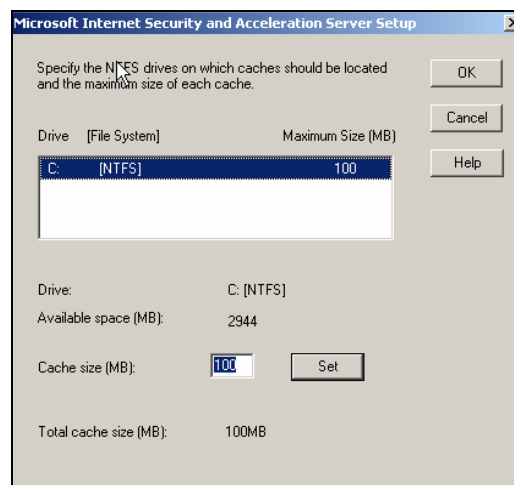 Microsoft Internet Security and Acceleration Server Setup
Specify the NTFS drives on which caches should be located
and the maximum size of each cache.
OK
Cancel
Help
Drive [File System] Maximum Size (MB)
C: [NTFS] 100
Drive: C: [NTFS]
Available space (MB): 2944
Cache size (MB): 100 Set
Total cache size (MB): 100MB